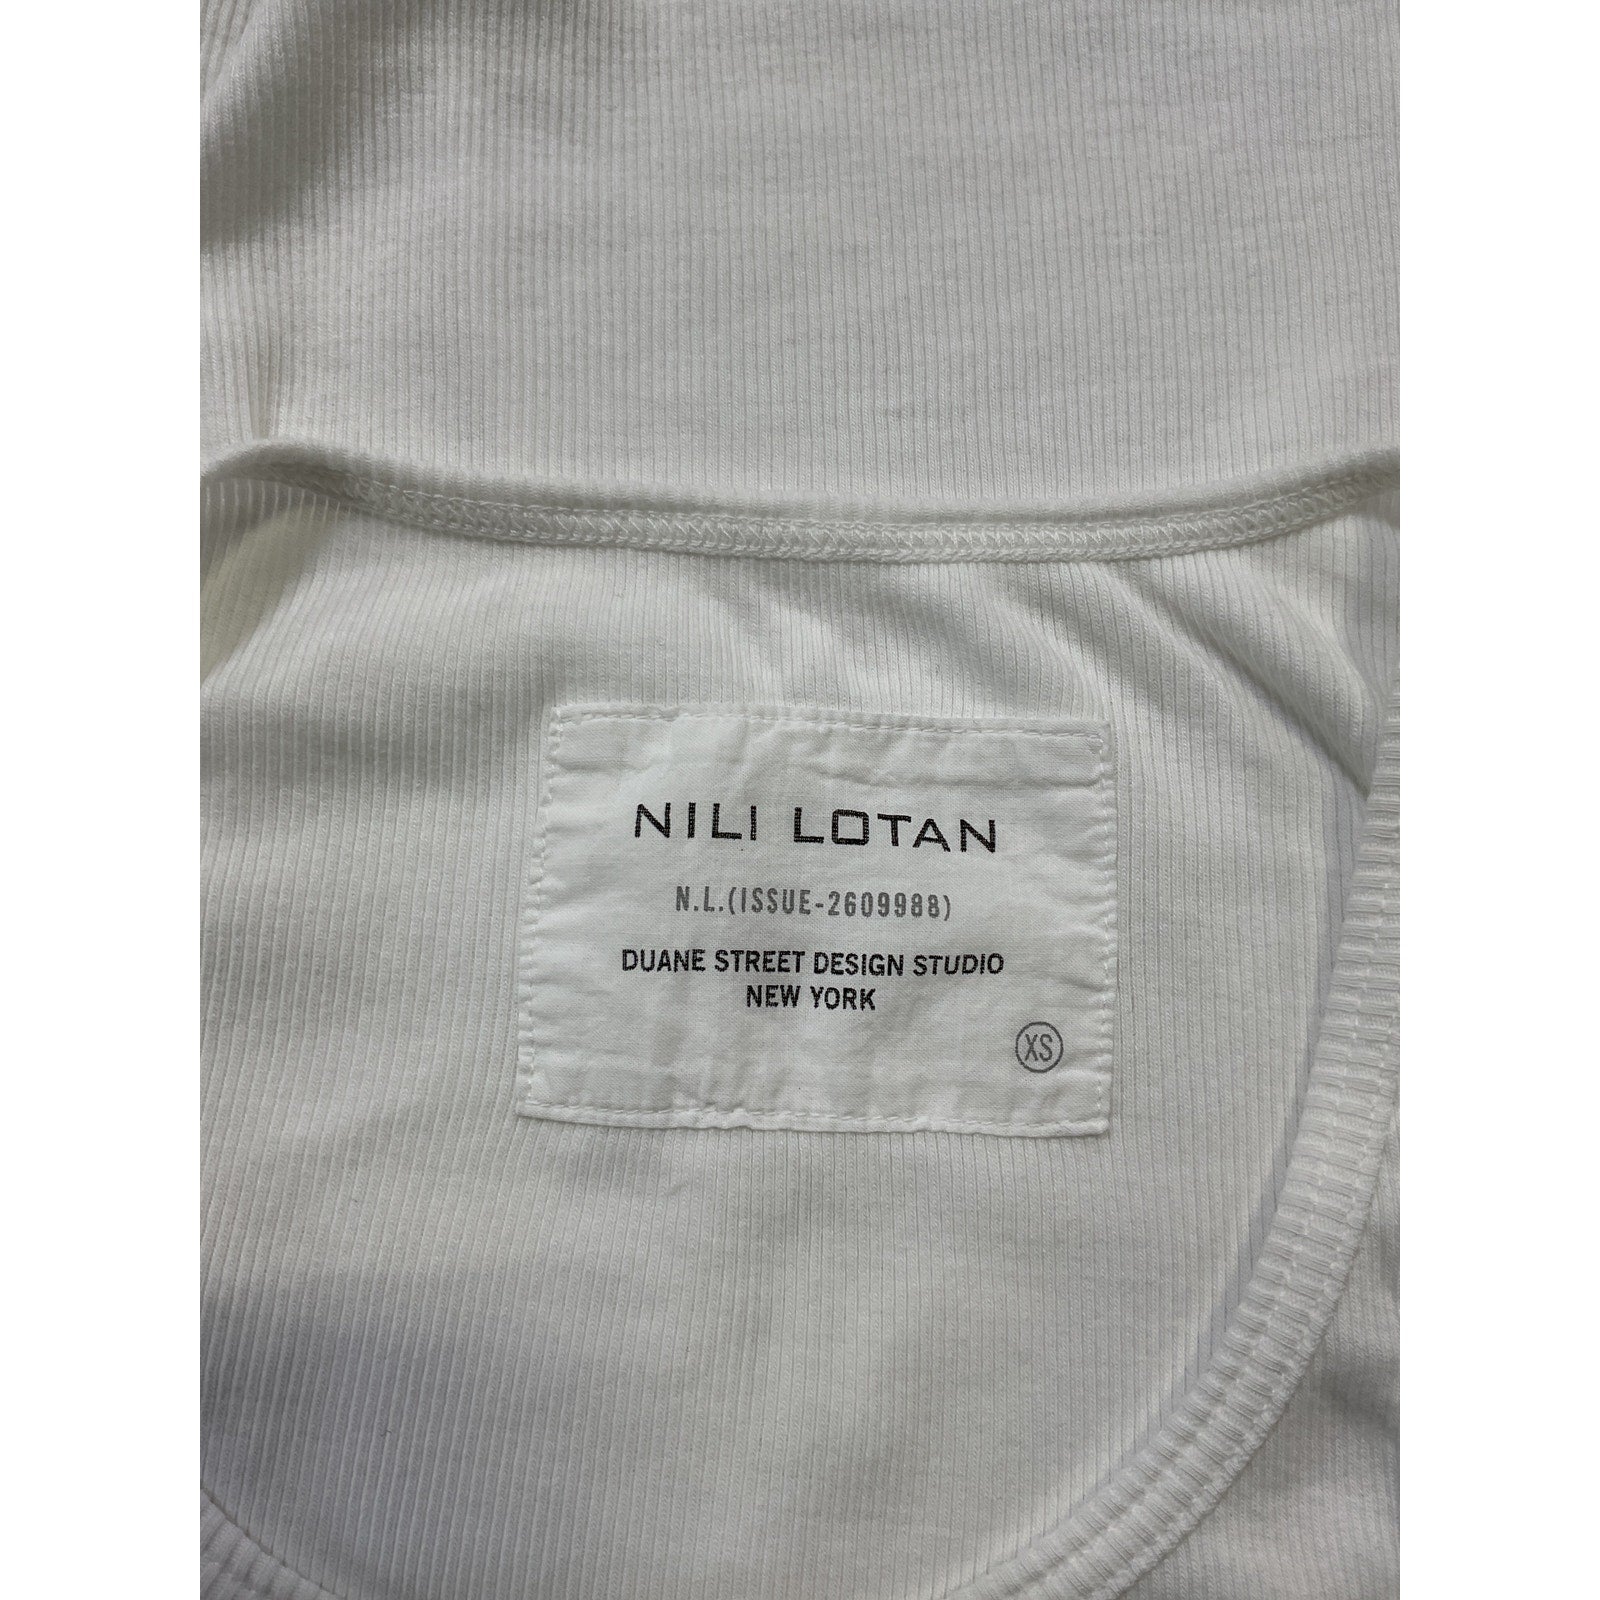 NILI LOTAN
N.L.(ISSUE-2609988)
DUANE STREET DESIGN STUDIO
NEW YORK
XS